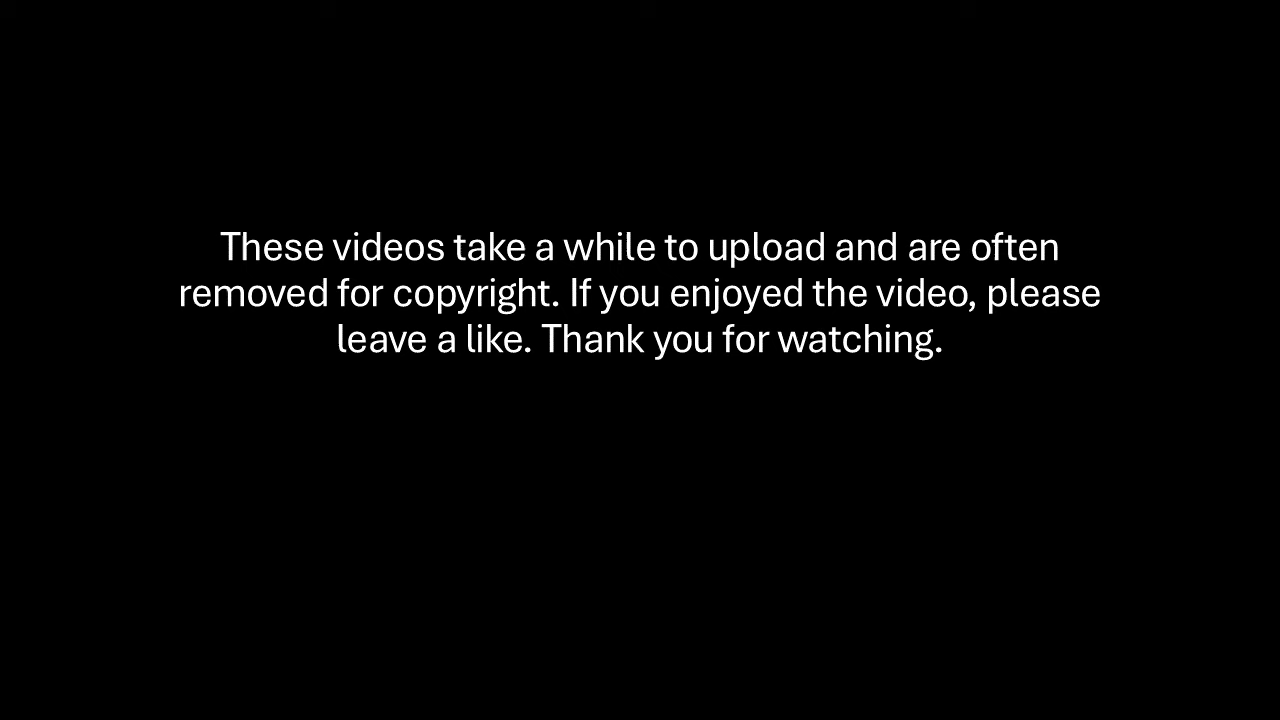 These videos take a while to upload and are often
removed for copyright. If you enjoyed the video, please
leave a like. Thank you for watching.